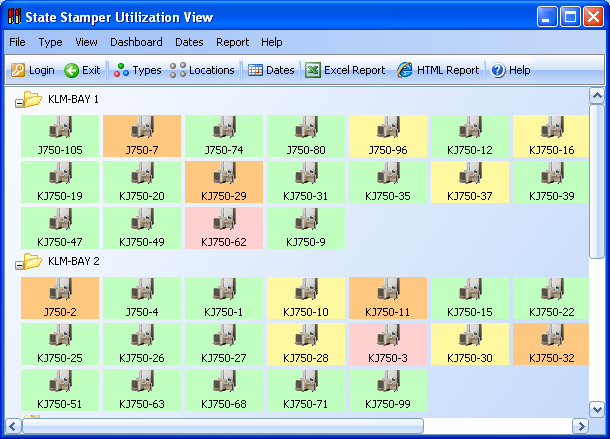 State Stamper Utilization View
File Type View Dashboard Dates Report Help
Login Exit Types Locations Dates Excel Report HTML Report Help
KLM-BAY 1
J750-105 J750-7 J750-74 J750-80 J750-96 KJ750-12 KJ750-16
KJ750-19 KJ750-20 KJ750-29 KJ750-31 KJ750-35 KJ750-37 KJ750-39
KJ750-47 KJ750-49 KJ750-62 KJ750-9
KLM-BAY 2
J750-2 J750-4 KJ750-1 KJ750-10 KJ750-11 KJ750-15 KJ750-22
KJ750-25 KJ750-26 KJ750-27 KJ750-28 KJ750-3 KJ750-30 KJ750-32
KJ750-51 KJ750-63 KJ750-68 KJ750-71 KJ750-99